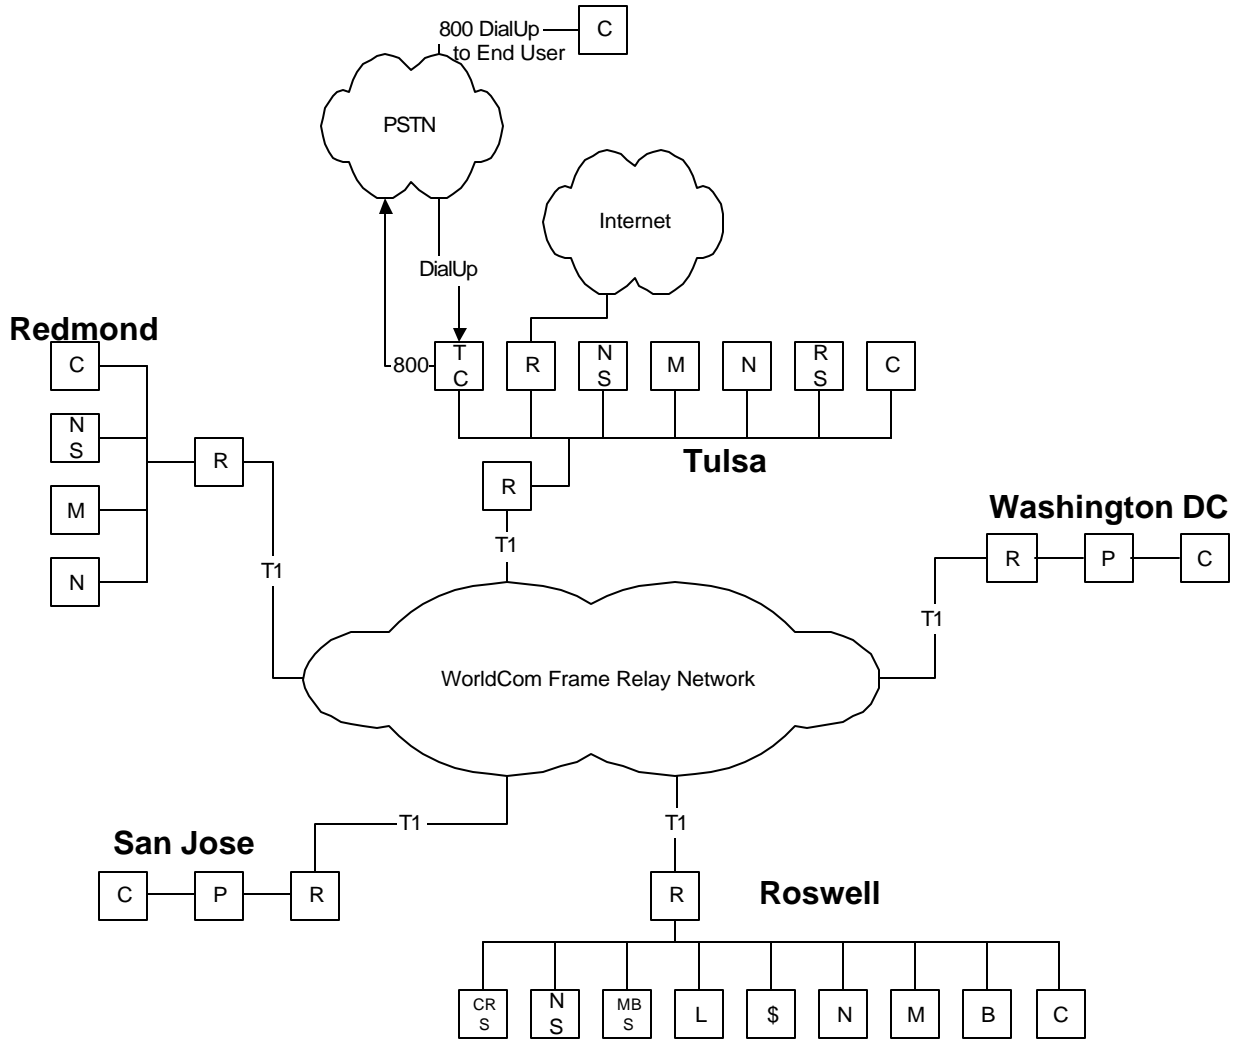 800 DialUp
to End User
C
PSTN
Internet
DialUp
Redmond
800
T
C
R
N
S
M
N
R
S
C
C
N
S
M
N
R
T1
Tulsa
R
T1
Washington DC
R
P
C
T1
WorldCom Frame Relay Network
San Jose
T1
C
P
R
T1
R
Roswell
CR
S
N
S
MB
S
L
$
N
M
B
C